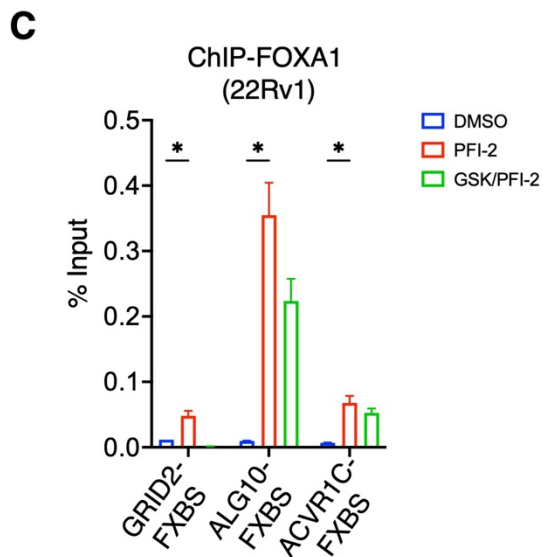 C
ChIP-FOXA1
(22Rv1)
DMSO
PFI-2
GSK/PFI-2
% Input
0.5
0.4
0.3
0.2
0.1
0.0
* * *
GRID2-
FXBS
ALG10-
FXBS
ACVR1C-
FXBS